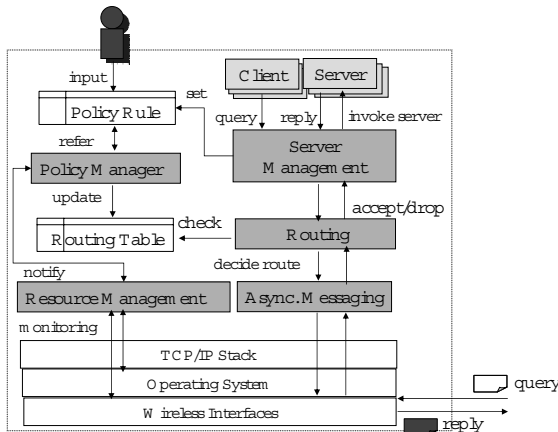 input
set
Client
Server
Policy Rule
query
reply
invoke server
refer
Server
Management
Policy Manager
update
accept/drop
check
Routing Table
Routing
notify
decide route
Resource Management
Async.Messaging
monitoring
TCP/IP Stack
Operating System
query
Wireless Interfaces
reply